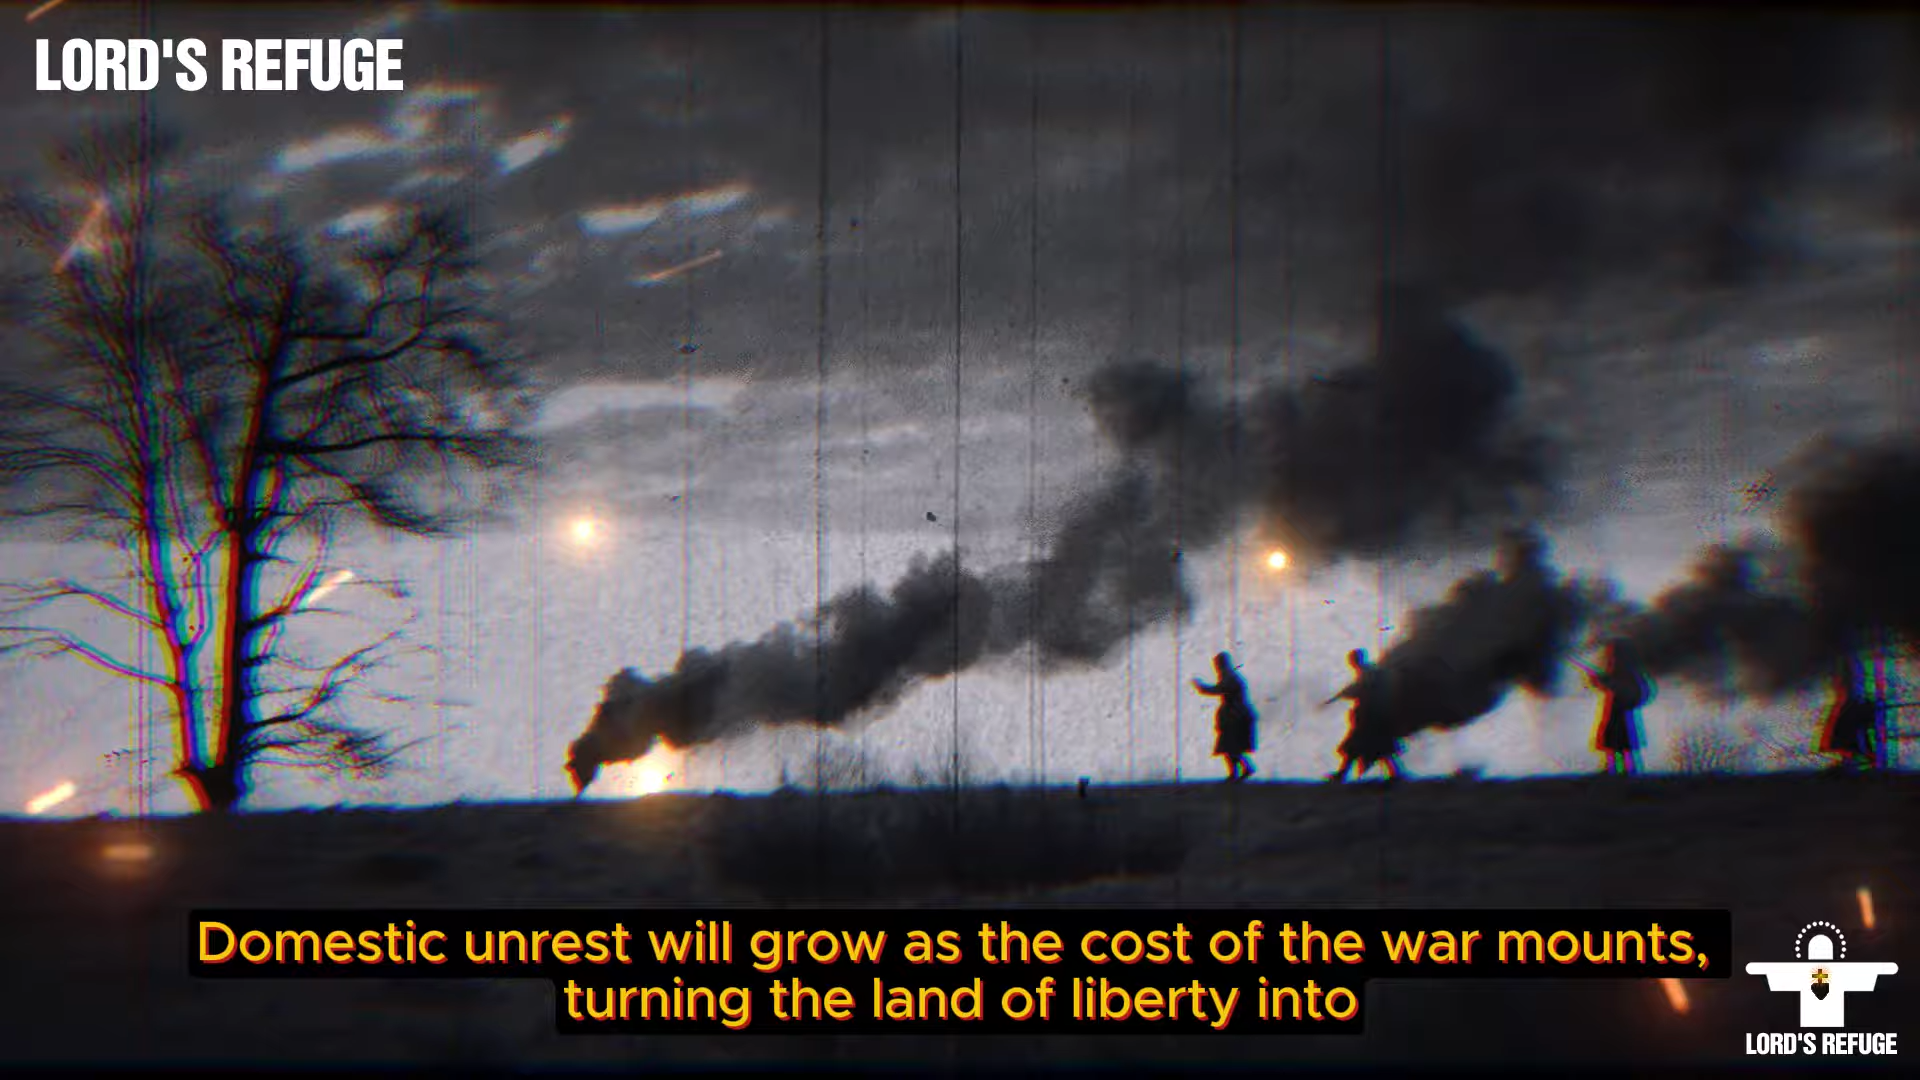 LORD'S REFUGE
Domestic unrest will grow as the cost of the war mounts,
turning the land of liberty into
LORD'S REFUGE